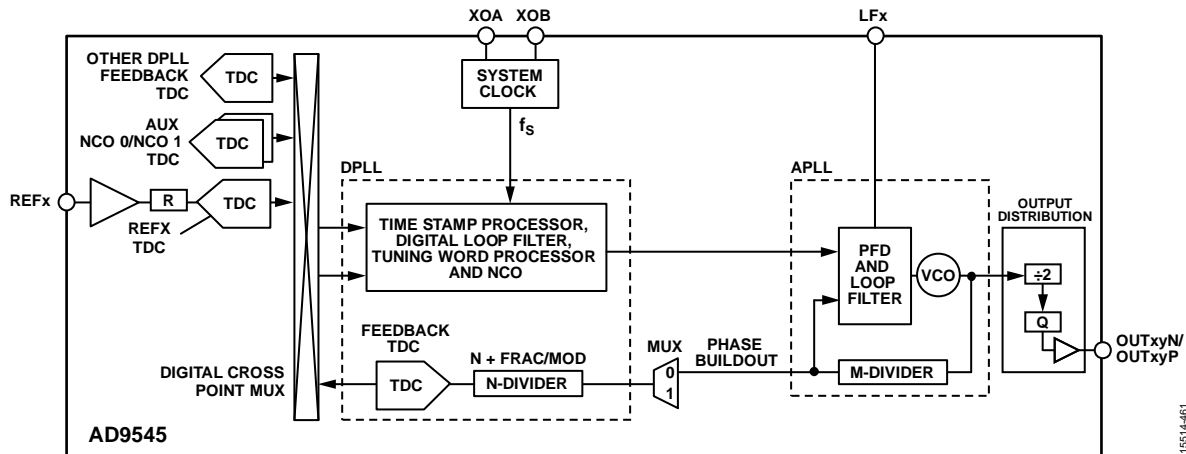 XOA
XOB
LFx
OTHER DPLL
FEEDBACK
TDC
TDC
SYSTEM
CLOCK
AUX
NCO 0/NCO 1
TDC
TDC
fS
DPLL
APLL
REFx
R
TDC
REFX
TDC
TIME STAMP PROCESSOR,
DIGITAL LOOP FILTER,
TUNING WORD PROCESSOR
AND NCO
PFD
AND
LOOP
FILTER
VCO
OUTPUT
DISTRIBUTION
÷2
Q
OUTxyN/
OUTxyP
FEEDBACK
TDC
TDC
N + FRAC/MOD
N-DIVIDER
MUX
0
1
PHASE
BUILDOUT
M-DIVIDER
DIGITAL CROSS
POINT MUX
AD9545
15514-461